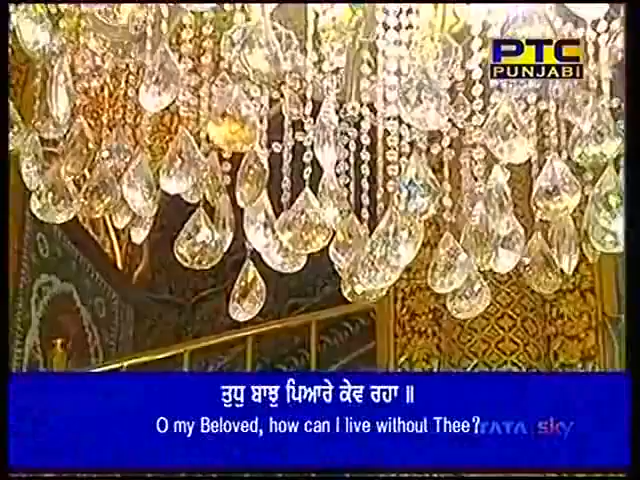 PTC
PUNJABI
ਤੁਧੁ ਬਾਝੁ ਪਿਆਰੇ ਕੇਵ ਰਹਾ ॥
O my Beloved, how can I live without Thee?
TATA sky